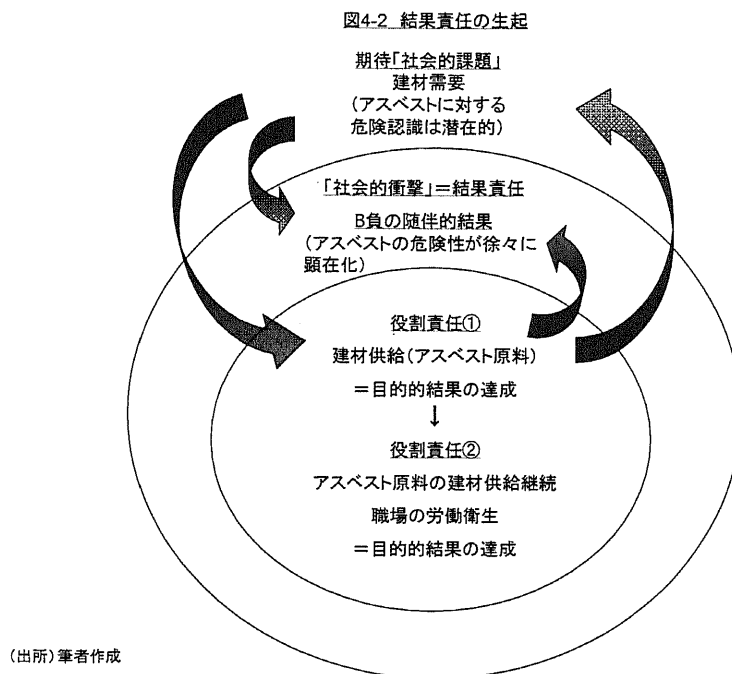 図4-2 結果責任の生起
期待「社会的課題」
建材需要
(アスベストに対する
危険認識は潜在的)
「社会的衝撃」=結果責任
B負の随伴的結果
(アスベストの危険性が徐々に
顕在化)
役割責任①
建材供給(アスベスト原料)
=目的的結果の達成
↓
役割責任②
アスベスト原料の建材供給継続
職場の労働衛生
=目的的結果の達成
(出所)筆者作成